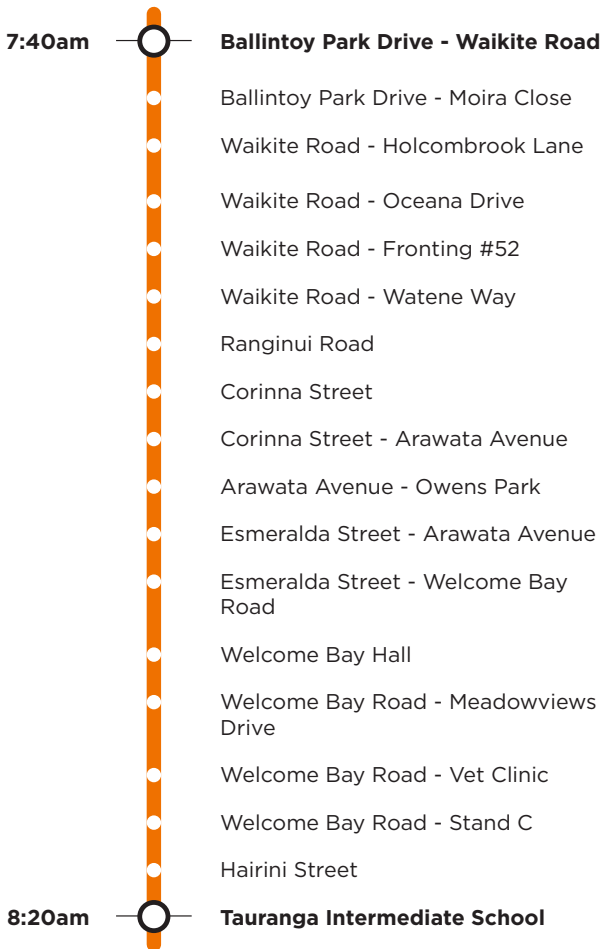 7:40am Ballintoy Park Drive - Waikite Road
Ballintoy Park Drive - Moira Close
Waikite Road - Holcombrook Lane
Waikite Road - Oceana Drive
Waikite Road - Fronting #52
Waikite Road - Watene Way
Ranginui Road
Corinna Street
Corinna Street - Arawata Avenue
Arawata Avenue - Owens Park
Esmeralda Street - Arawata Avenue
Esmeralda Street - Welcome Bay
Road
Welcome Bay Hall
Welcome Bay Road - Meadowviews
Drive
Welcome Bay Road - Vet Clinic
Welcome Bay Road - Stand C
Hairini Street
8:20am Tauranga Intermediate School